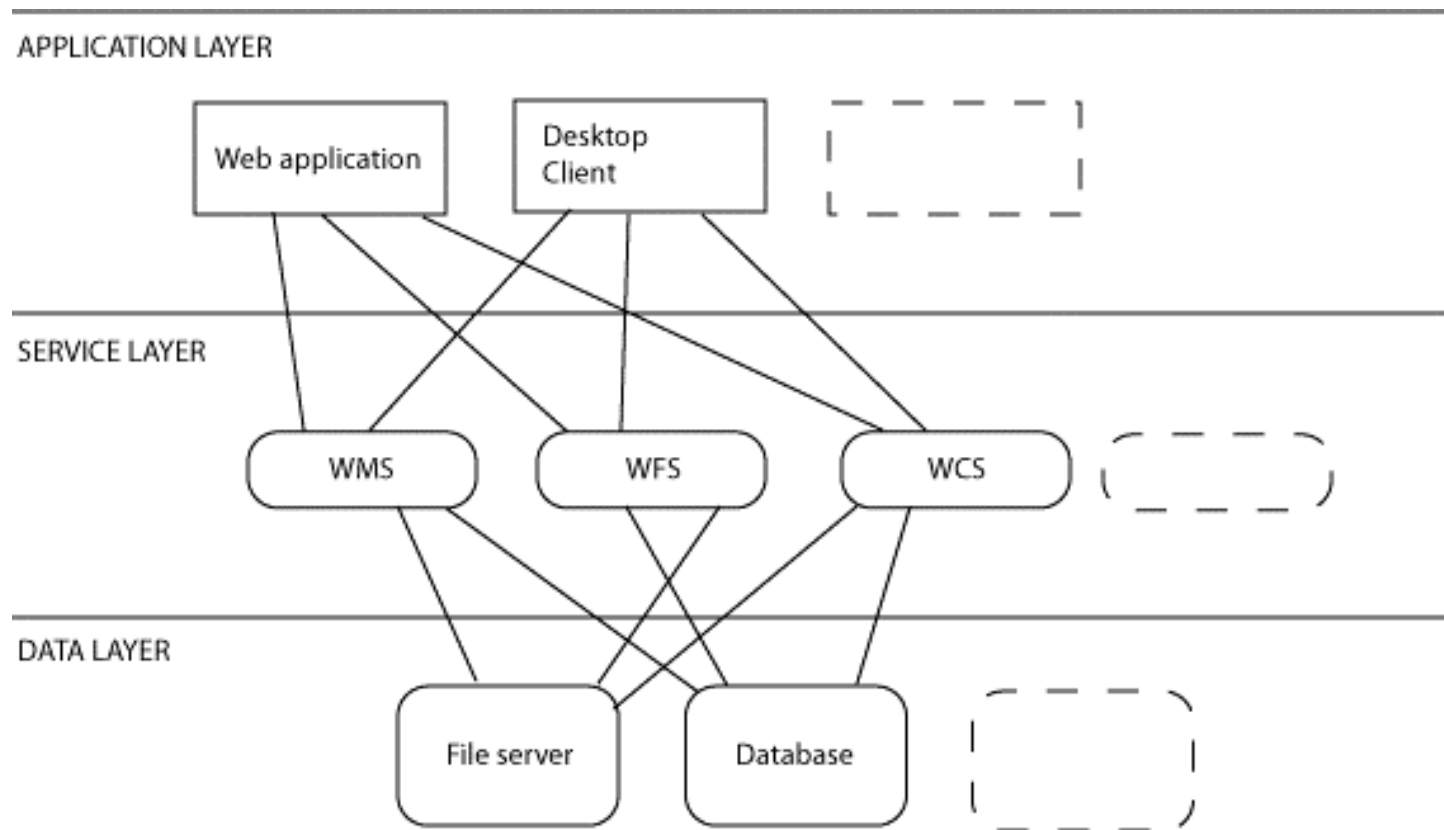 APPLICATION LAYER
Web application
Desktop
Client
SERVICE LAYER
WMS
WFS
WCS
DATA LAYER
File server
Database